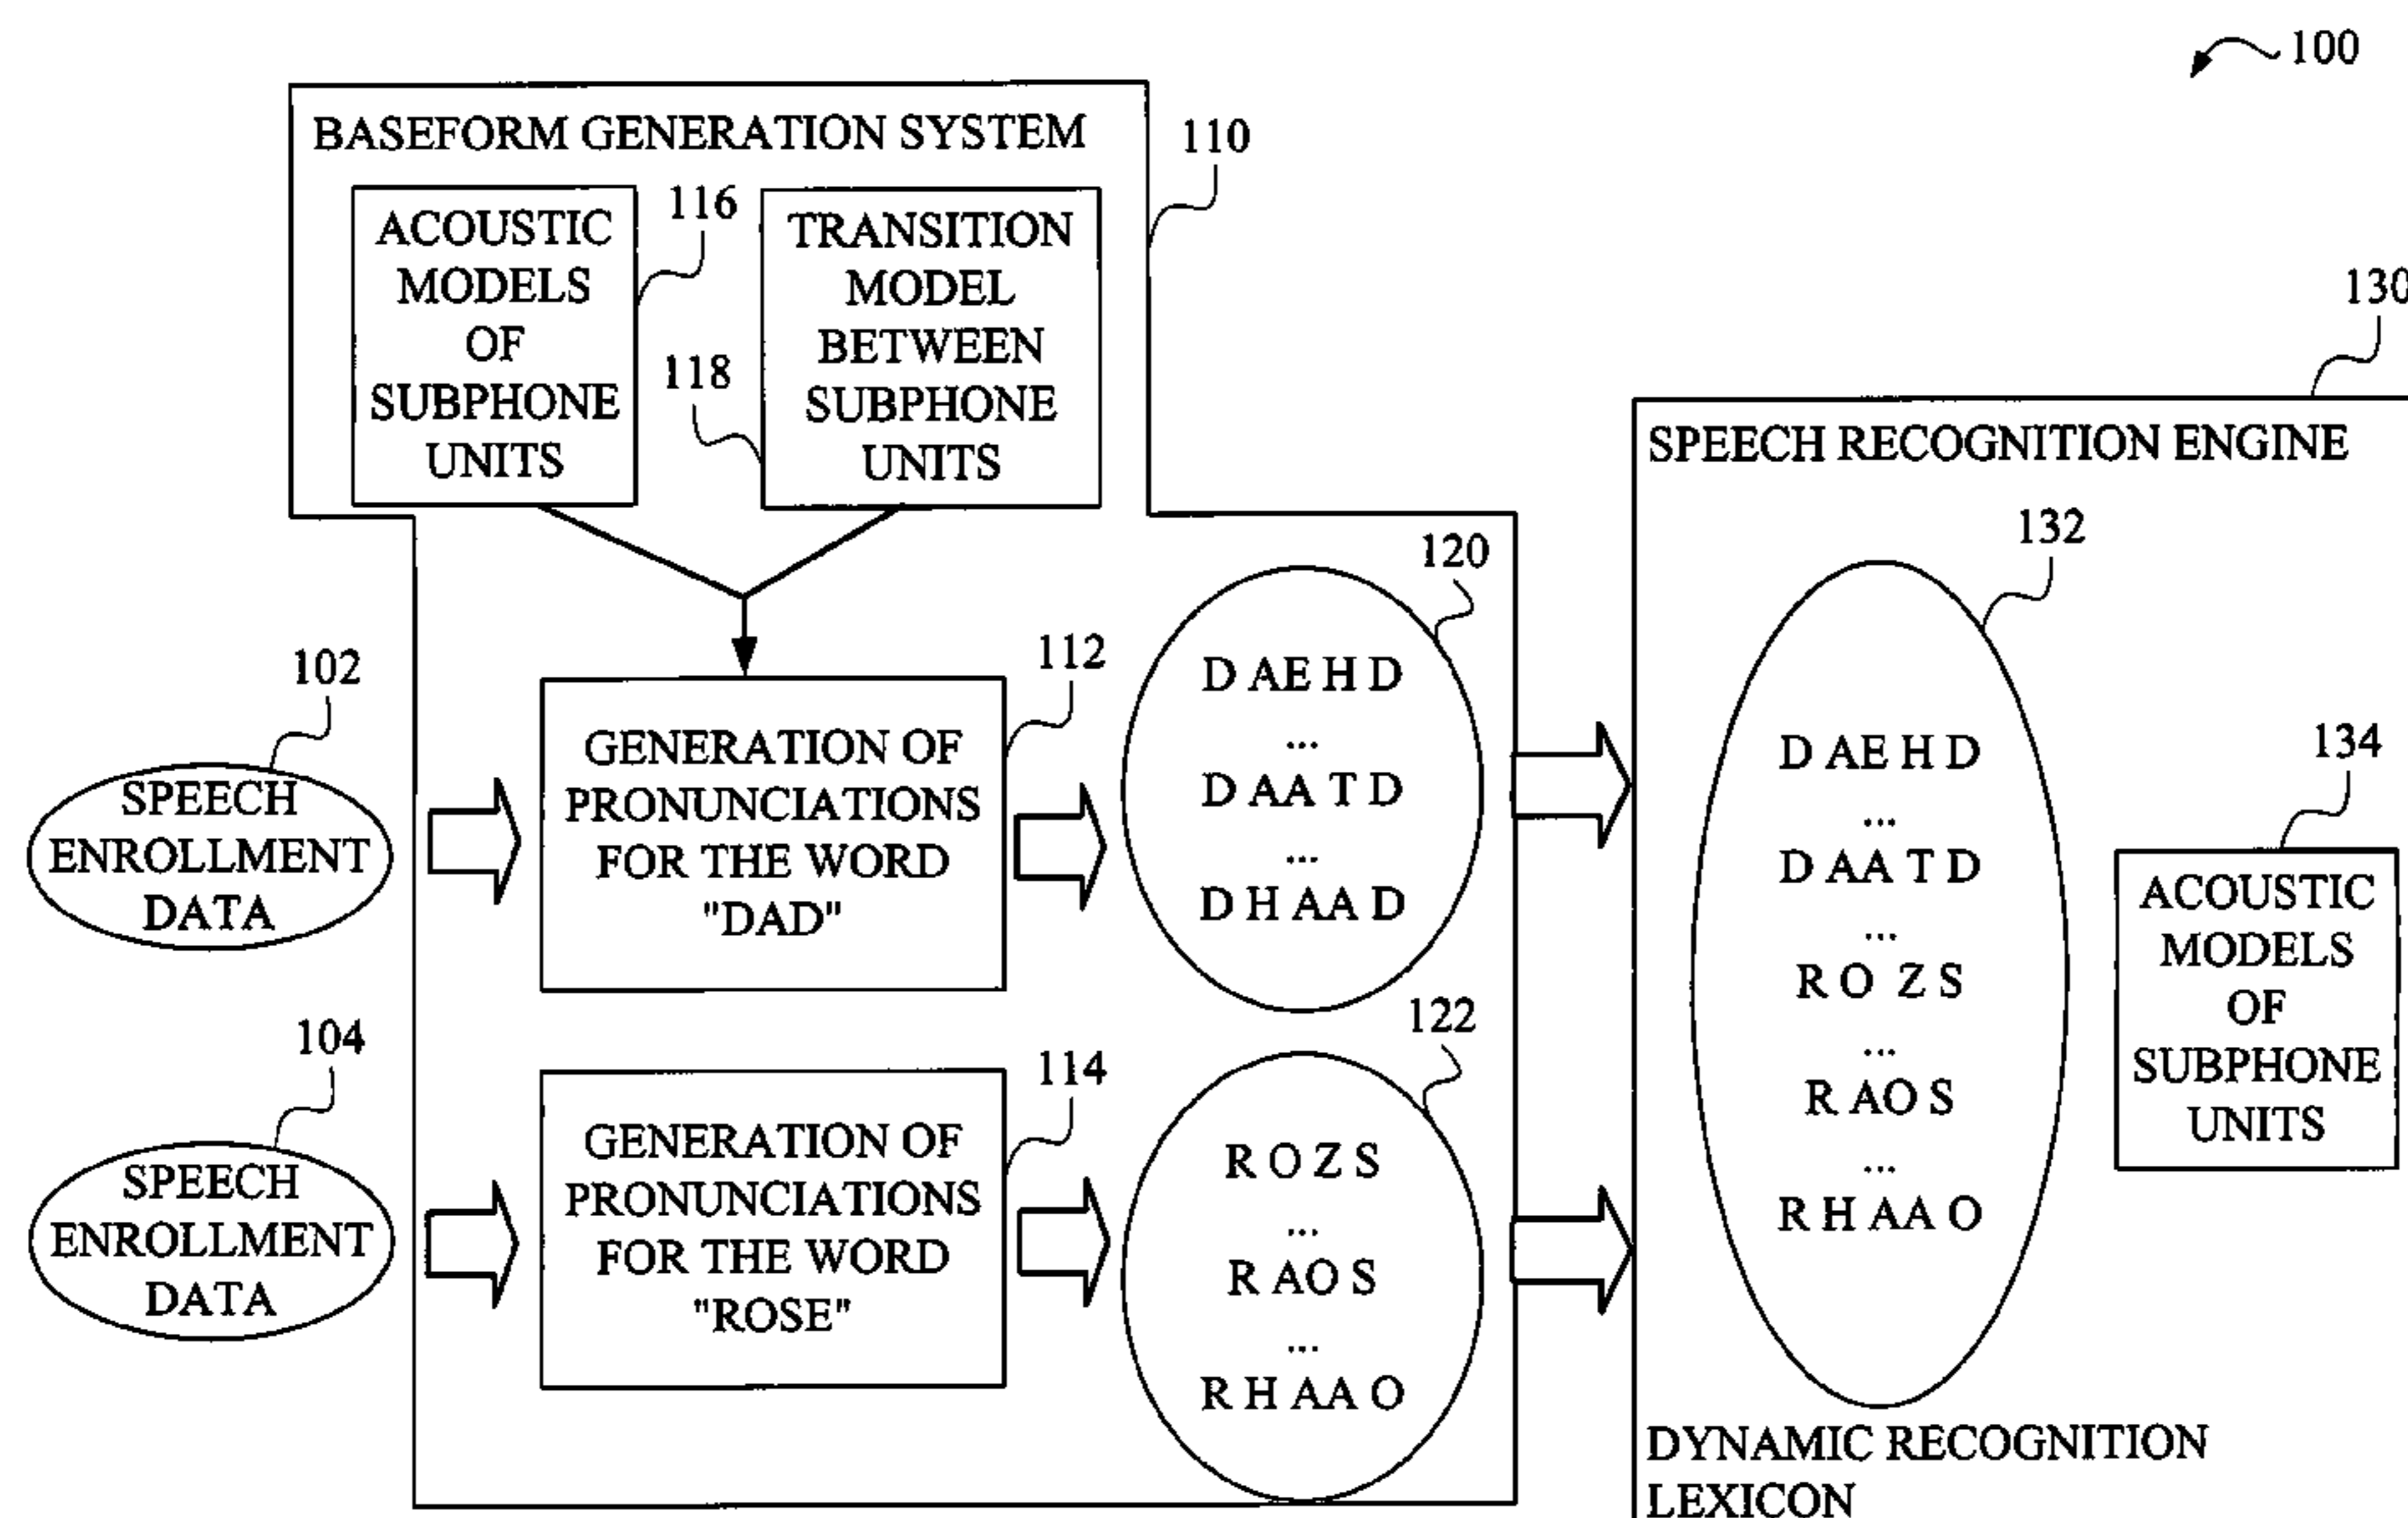 100
BASEFORM GENERATION SYSTEM
110
ACOUSTIC
MODELS
OF
SUBPHONE
UNITS
116
TRANSITION
MODEL
BETWEEN
SUBPHONE
UNITS
118
130
SPEECH RECOGNITION ENGINE
102
SPEECH
ENROLLMENT
DATA
112
GENERATION OF
PRONUNCIATIONS
FOR THE WORD
"DAD"
120
D AE H D
...
D AA T D
...
D H AA D
104
SPEECH
ENROLLMENT
DATA
114
GENERATION OF
PRONUNCIATIONS
FOR THE WORD
"ROSE"
122
R O Z S
...
R AO S
...
R H AA O
132
D AE H D
...
D AA T D
...
R O Z S
...
R AO S
...
R H AA O
134
ACOUSTIC
MODELS
OF
SUBPHONE
UNITS
DYNAMIC RECOGNITION
LEXICON